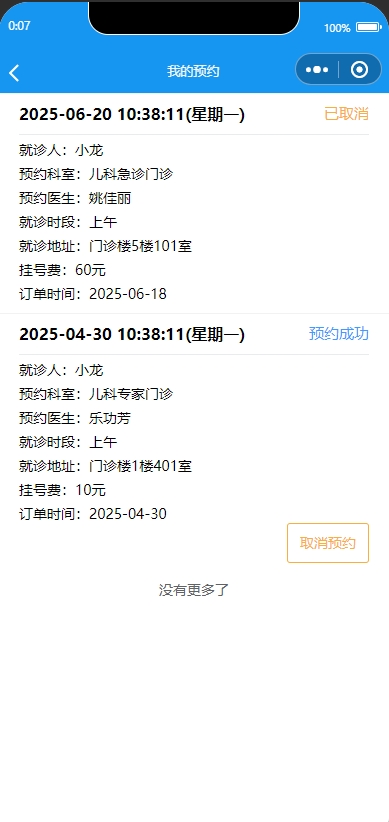 0:07
100%
我的预约
2025-06-20 10:38:11(星期一)
已取消
就诊人：小龙
预约科室：儿科急诊门诊
预约医生：姚佳丽
就诊时段：上午
就诊地址：门诊楼5楼101室
挂号费：60元
订单时间：2025-06-18
2025-04-30 10:38:11(星期一)
预约成功
就诊人：小龙
预约科室：儿科专家门诊
预约医生：乐功芳
就诊时段：上午
就诊地址：门诊楼1楼401室
挂号费：10元
订单时间：2025-04-30
取消预约
没有更多了